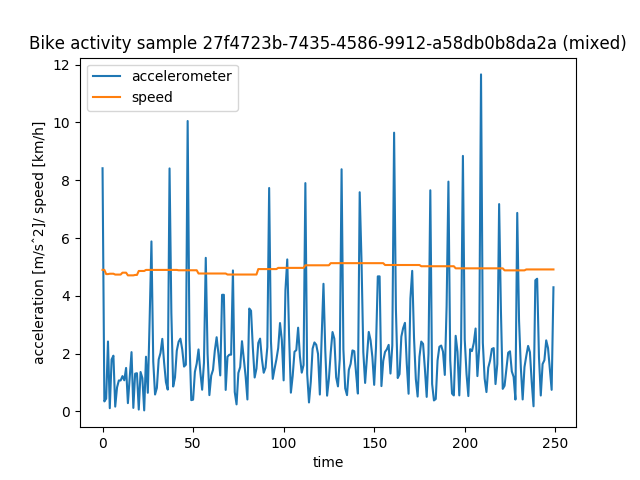 Bike activity sample 27f4723b-7435-4586-9912-a58db0b8da2a (mixed)
accelerometer
speed
acceleration [m/s^2]/ speed [km/h]
12
10
8
6
4
2
0
0 50 100 150 200 250
time